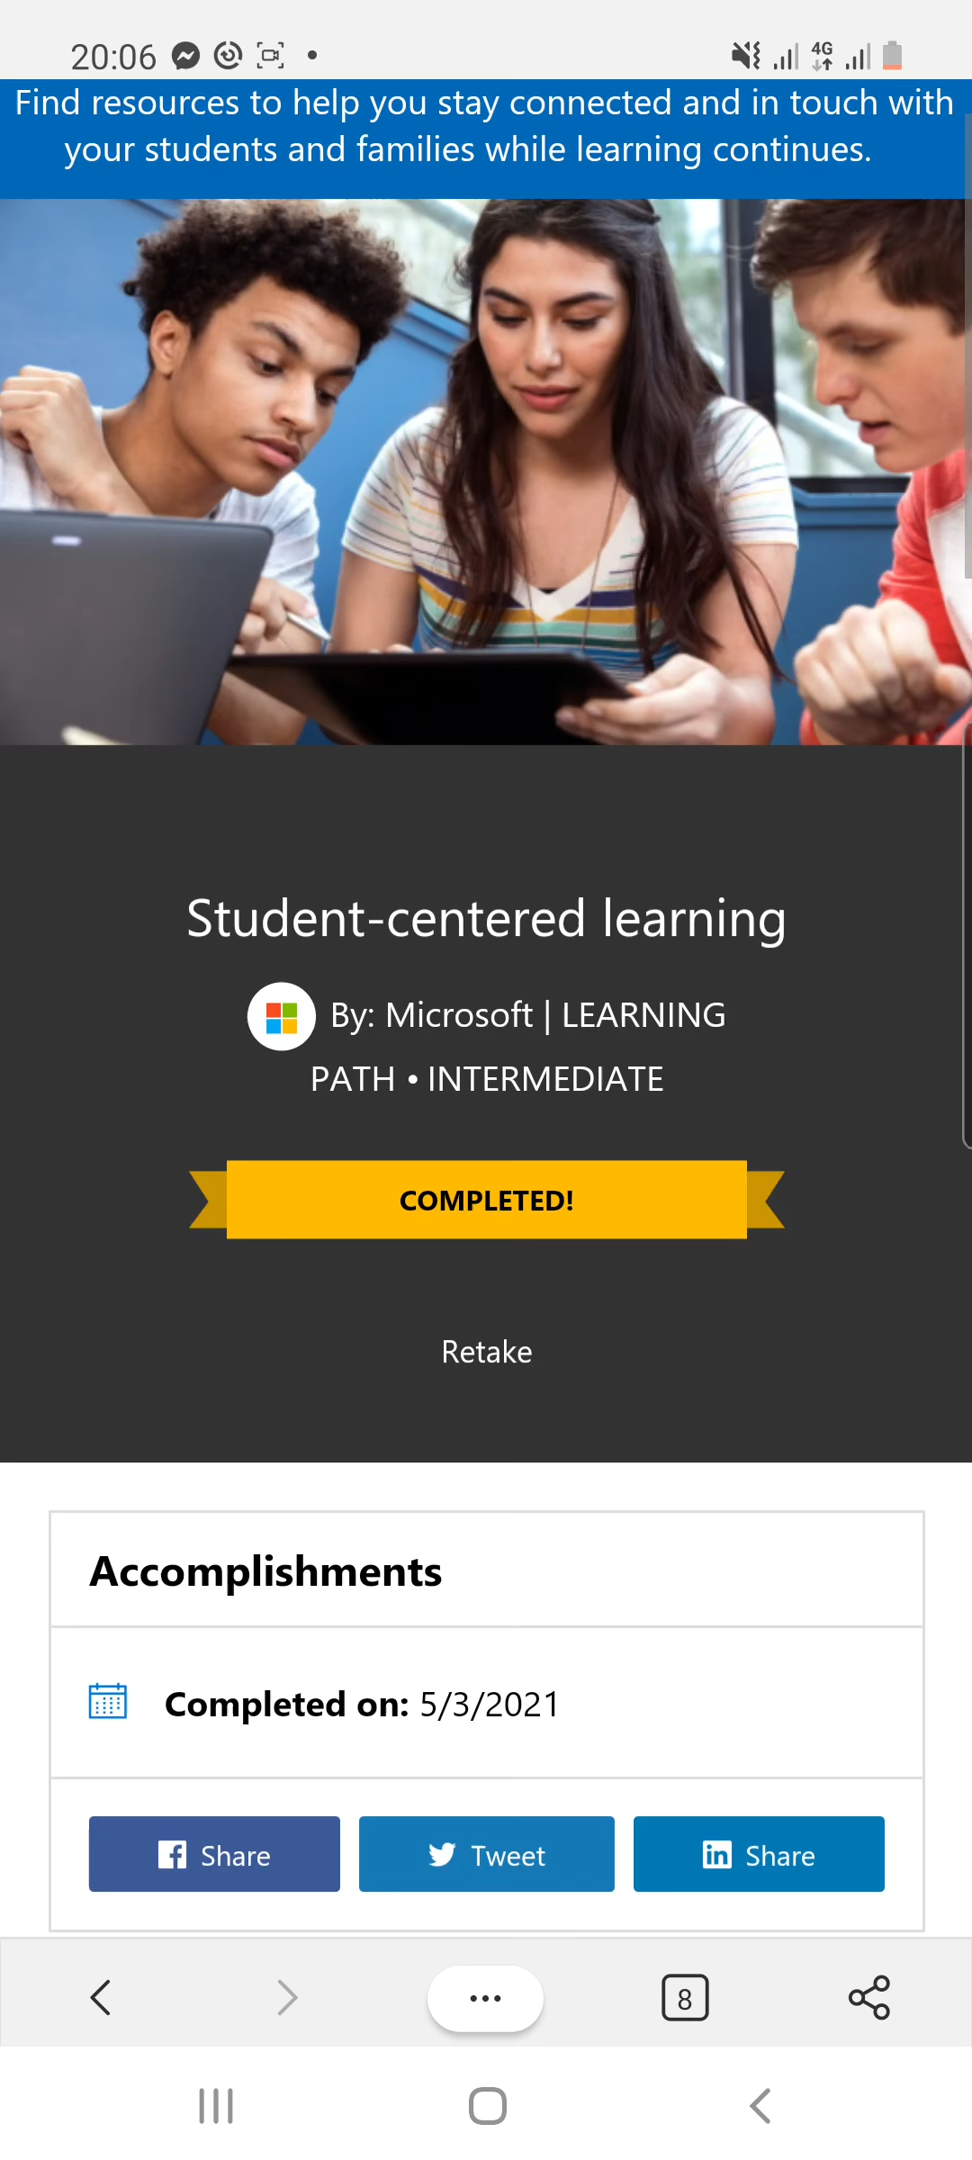 20:06
4G
Find resources to help you stay connected and in touch with
your students and families while learning continues.
Student-centered learning
By: Microsoft | LEARNING
PATH • INTERMEDIATE
COMPLETED!
Retake
Accomplishments
Completed on: 5/3/2021
Share
Tweet
Share
8